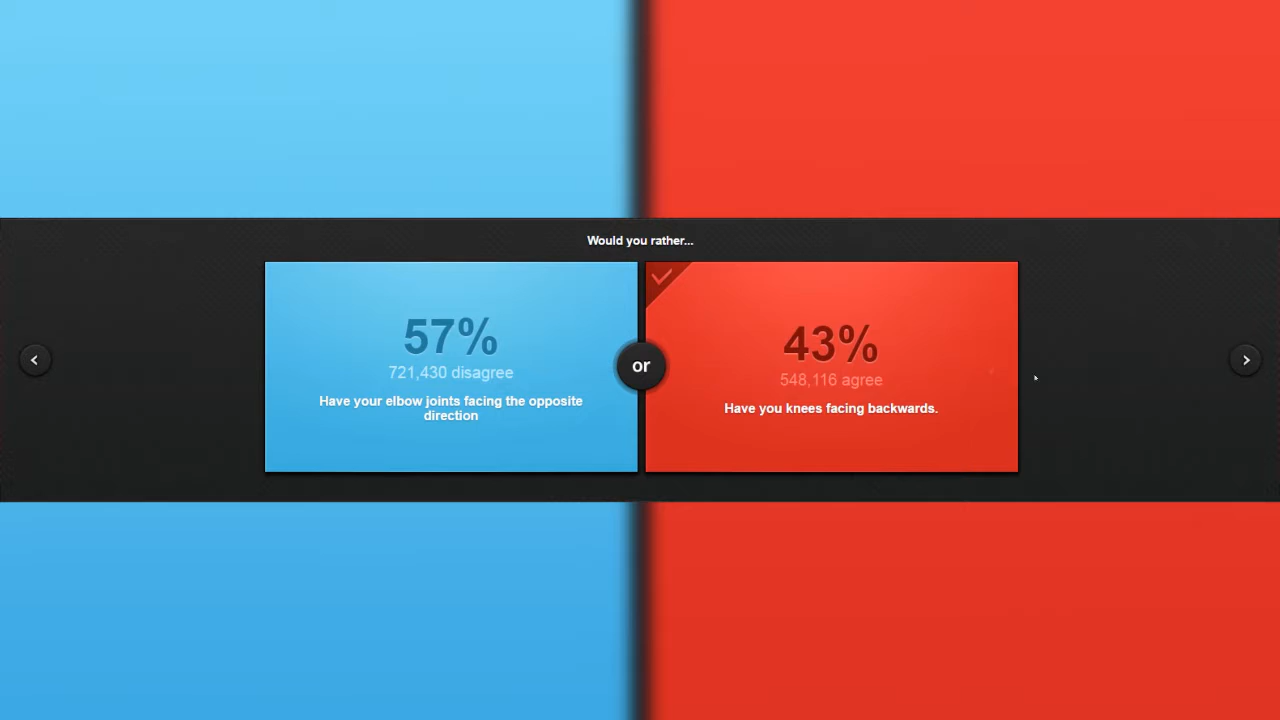 Would you rather...
57%
721,430 disagree
Have your elbow joints facing the opposite
direction
or
43%
548,116 agree
Have you knees facing backwards.